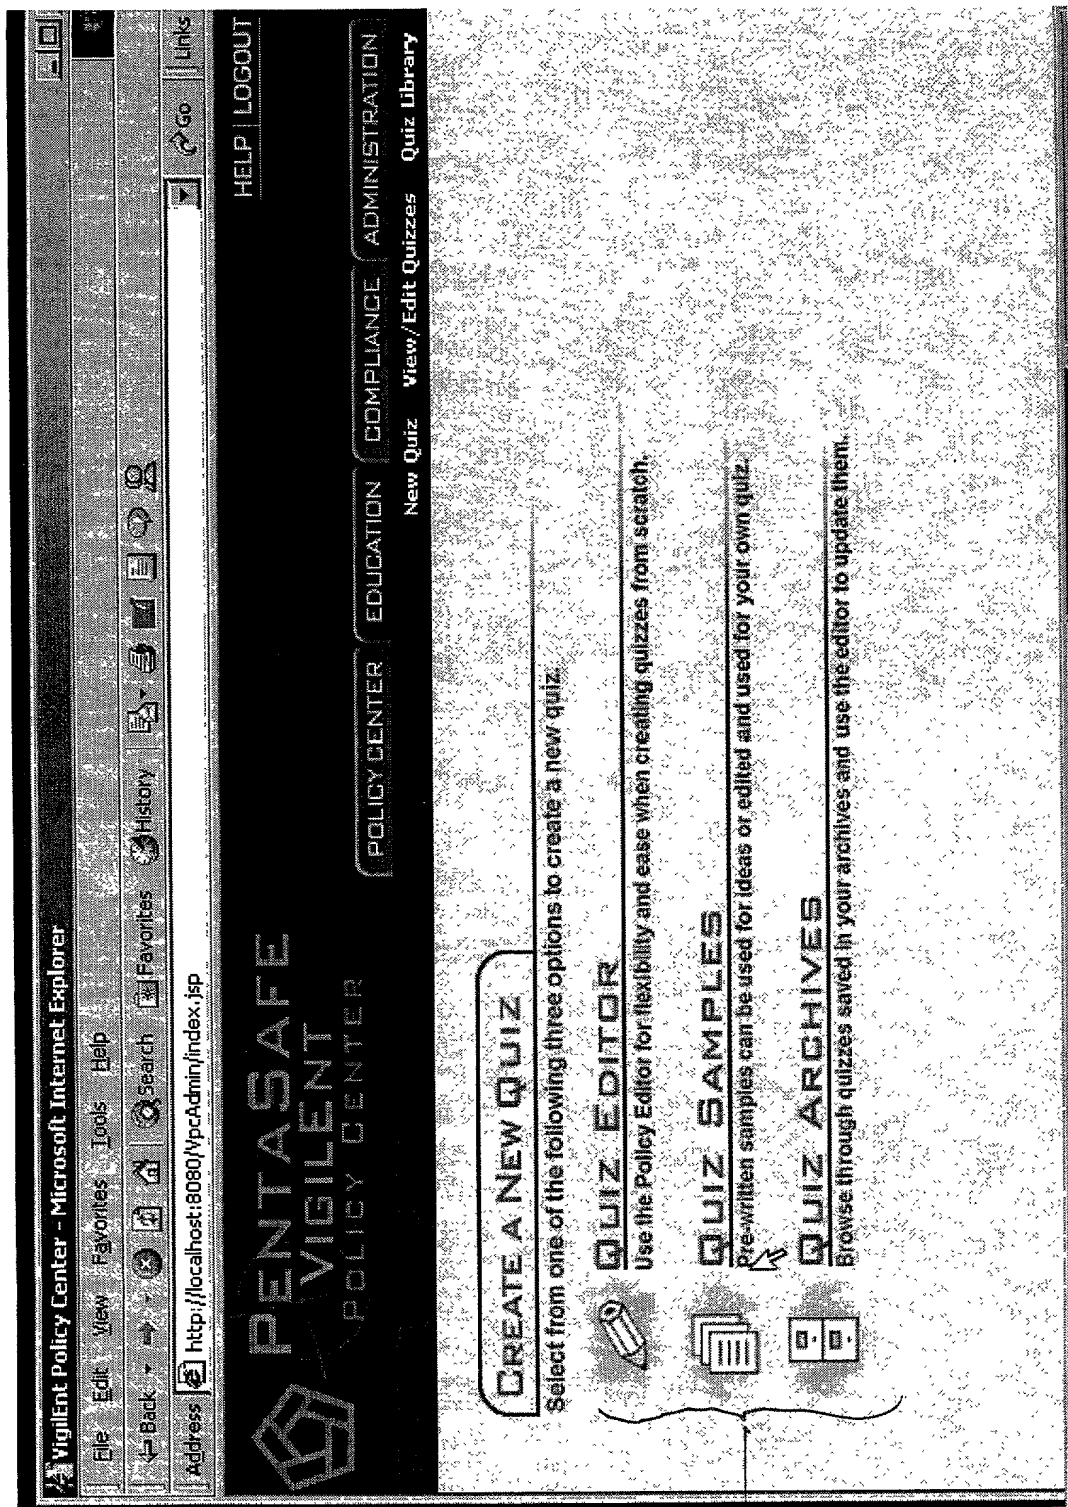 VigilEnt Policy Center - Microsoft Internet Explorer
File Edit View Favorites Tools Help
Back Search Favorites History
Address http://localhost:8080/VpcAdmin/index.jsp Go Links
HELP | LOGOUT
PENTASAFE
VIGILENT
POLICY CENTER
POLICY CENTER EDUCATION COMPLIANCE ADMINISTRATION
New Quiz View/Edit Quizzes Quiz Library
CREATE A NEW QUIZ
Select from one of the following three options to create a new quiz.
QUIZ EDITOR
Use the Policy Editor for flexibility and ease when creating quizzes from scratch.
QUIZ SAMPLES
Pre-written samples can be used for ideas or edited and used for your own quiz.
QUIZ ARCHIVES
Browse through quizzes saved in your archives and use the editor to update them.